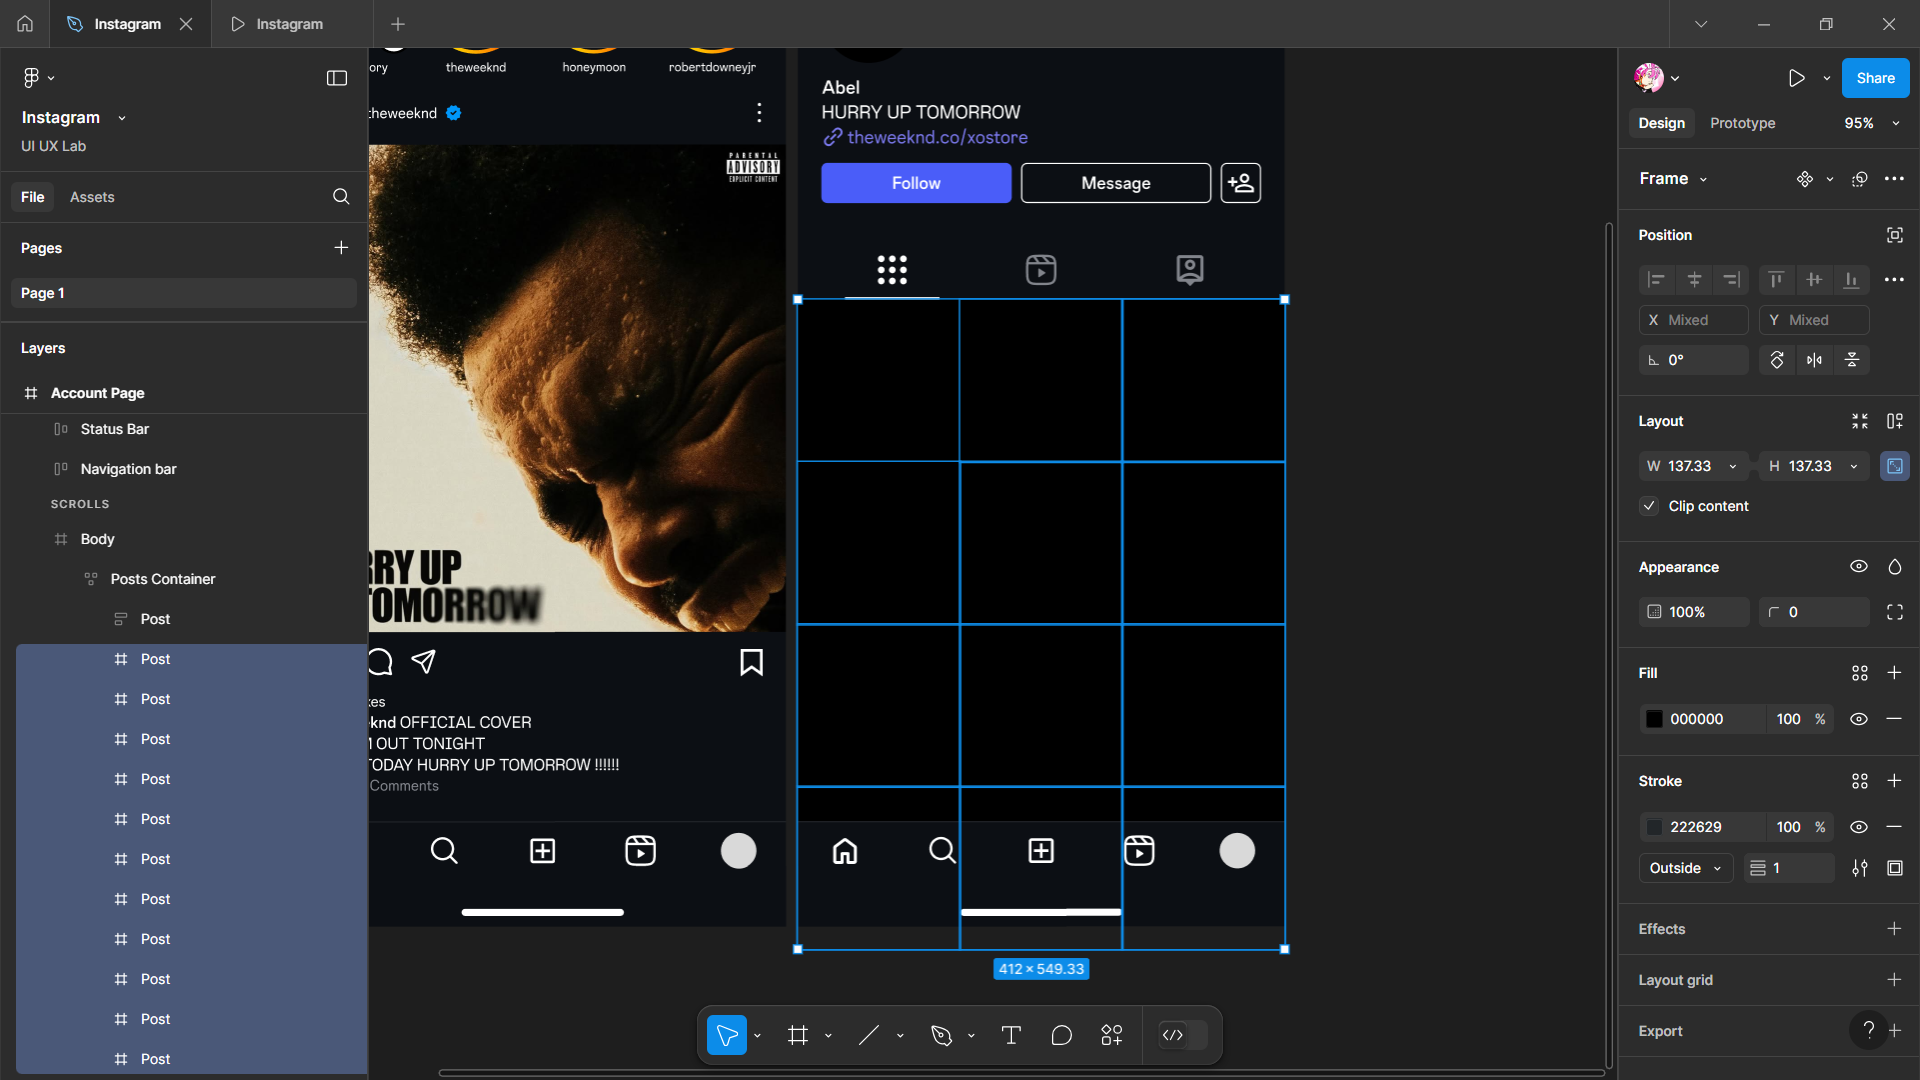 Instagram
Instagram
Instagram
UI UX Lab
File
Assets
Pages
Page 1
Layers
Account Page
Status Bar
Navigation bar
SCROLLS
Body
Posts Container
Post
Post
Post
Post
Post
Post
Post
Post
Post
Post
Post
Post
ory
theweeknd
honeymoon
robertdowneyjr
theweeknd
PARENTAL
ADVISORY
EXPLICIT CONTENT
RRY UP
TOMORROW
kes
eknd OFFICIAL COVER
OUT TONIGHT
TODAY HURRY UP TOMORROW !!!!!!
Comments
Abel
HURRY UP TOMORROW
theweeknd.co/xostore
Follow
Message
412 × 549.33
Share
Design
Prototype
95%
Frame
Position
X Mixed
Y Mixed
0°
Layout
W 137.33
H 137.33
Clip content
Appearance
100%
0
Fill
000000
100 %
Stroke
222629
100 %
Outside
1
Effects
Layout grid
Export
?